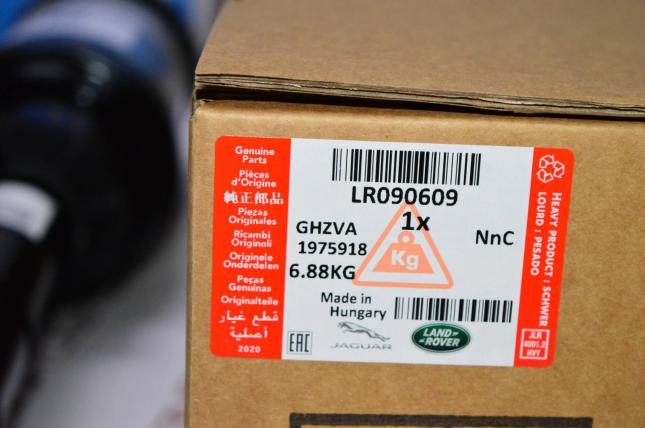 Genuine
Parts
Pièces
d'Origine
純正部品
Piezas
Originales
Ricambi
Originali
Originele
Onderdelen
Peças
Genuinas
Originalteile
قطع غيار
أصلية
2020
LR090609
1x
GHZVA
1975918
NnC
6.88KG
Kg
Made in
Hungary
EAC
JAGUAR
LAND
ROVER
HEAVY PRODUCT : SCHWER
LOURD : PESADO
JLR
4001.2
HVY